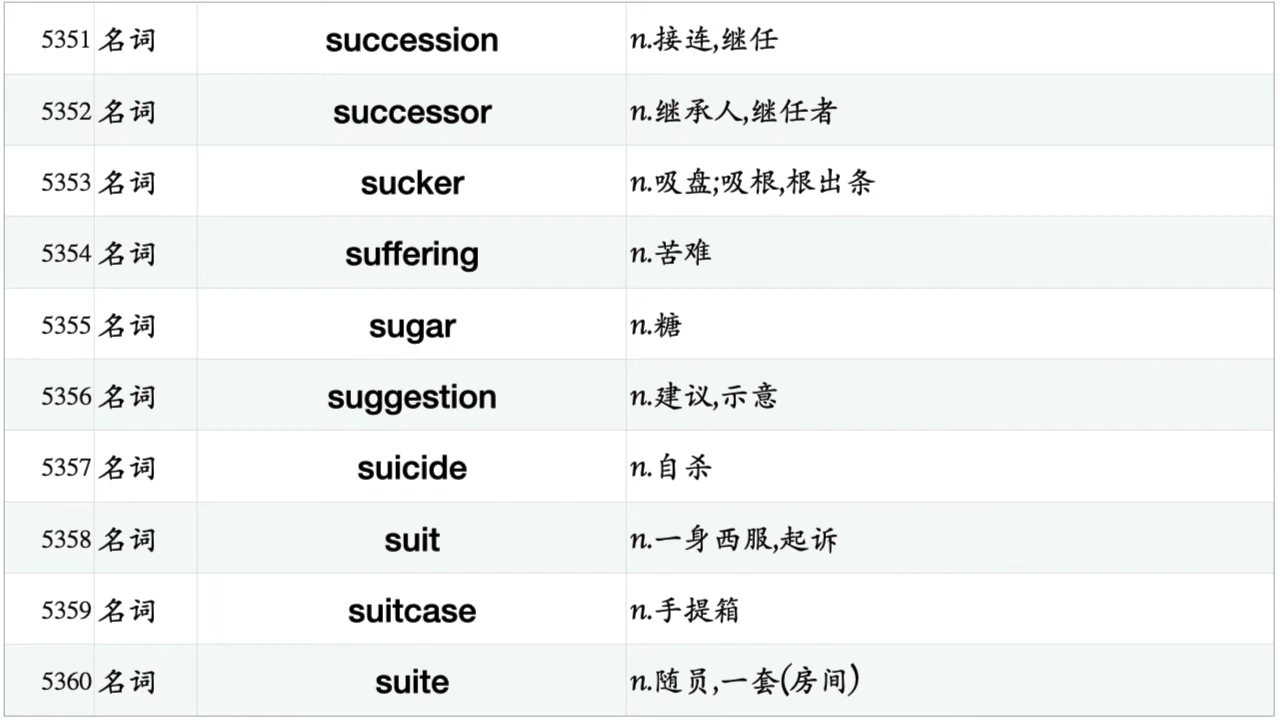 5351 名词 succession n.接连,继任
5352 名词 successor n.继承人,继任者
5353 名词 sucker n.吸盘;吸根,根出条
5354 名词 suffering n.苦难
5355 名词 sugar n.糖
5356 名词 suggestion n.建议,示意
5357 名词 suicide n.自杀
5358 名词 suit n.一身西服,起诉
5359 名词 suitcase n.手提箱
5360 名词 suite n.随员,一套(房间)